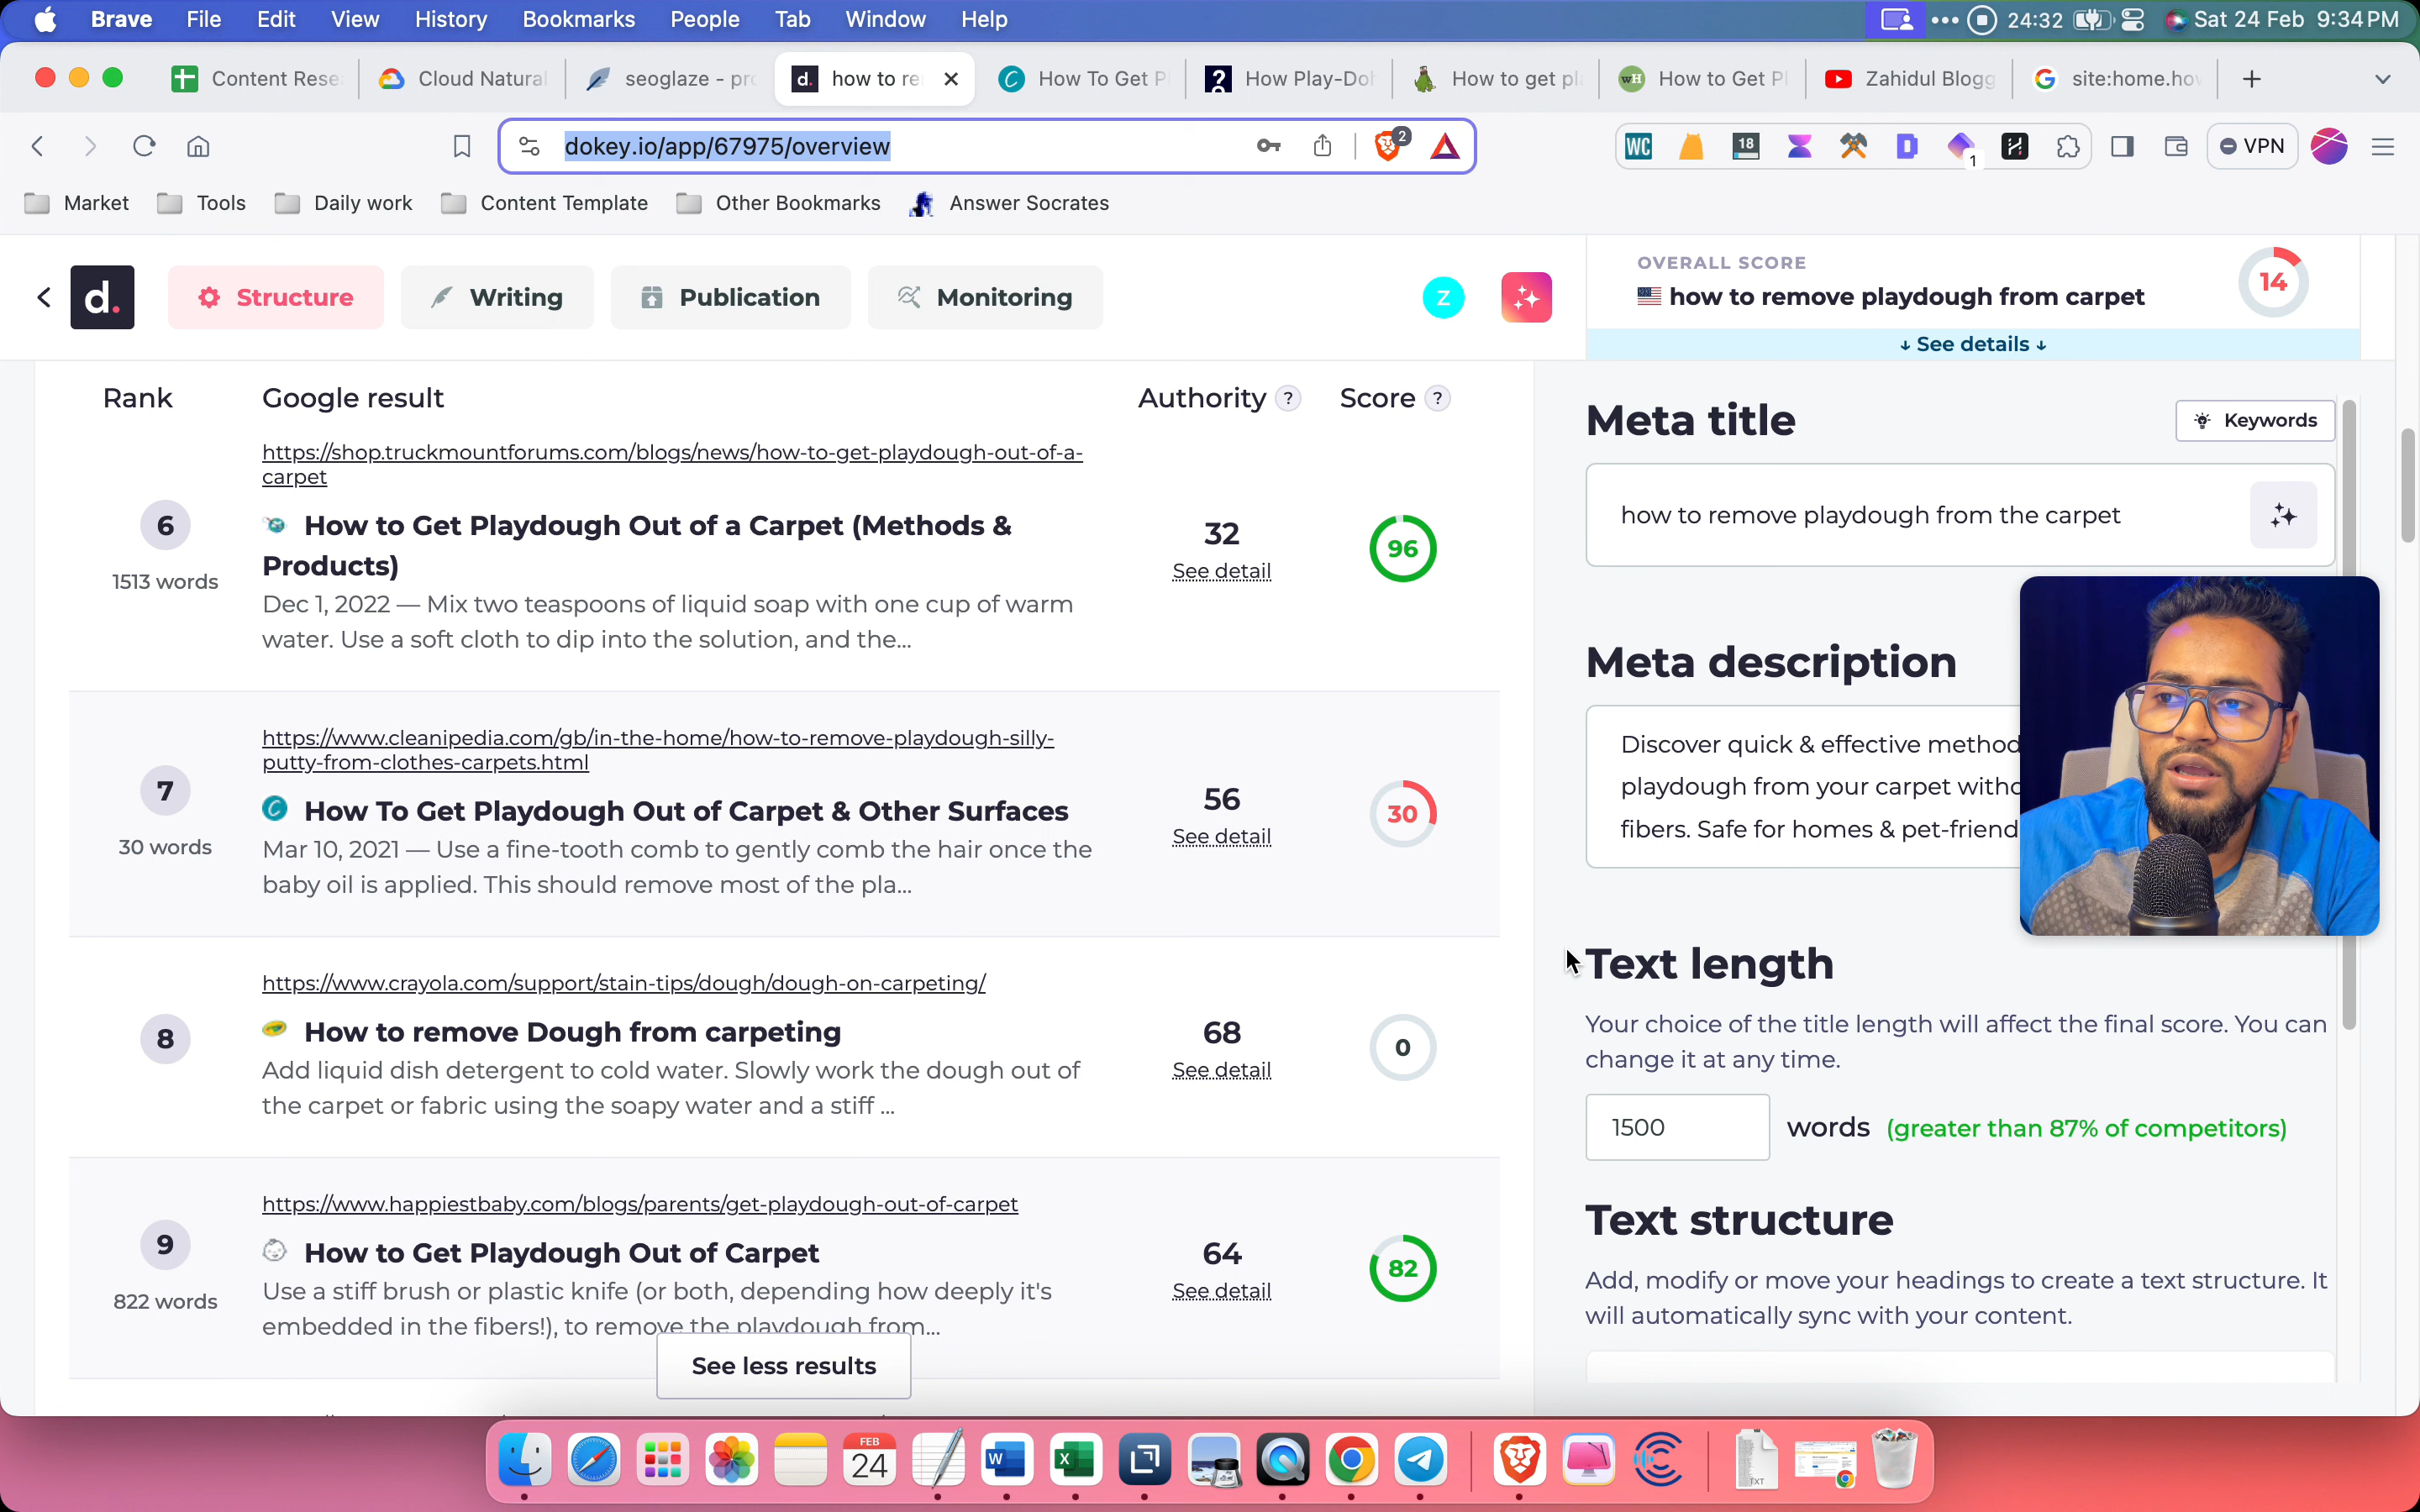 Brave File Edit View History Bookmarks People Tab Window Help
24:32 Sat 24 Feb 9:34 PM
Content Rese
Cloud Natural
seoglaze - pro
d. how to re
How To Get P
How Play-Doh
How to get pl
wH How to Get Pl
Zahidul Blogg
site:home.hov
dokey.io/app/67975/overview
2
WC
18
1
VPN
Market Tools Daily work Content Template Other Bookmarks Answer Socrates
d.
Structure
Writing
Publication
Monitoring
Z
OVERALL SCORE
how to remove playdough from carpet
14
↓ See details ↓
Rank Google result Authority ? Score ?
https://shop.truckmountforums.com/blogs/news/how-to-get-playdough-out-of-a-
carpet
6
1513 words
How to Get Playdough Out of a Carpet (Methods &
Products)
Dec 1, 2022 — Mix two teaspoons of liquid soap with one cup of warm
water. Use a soft cloth to dip into the solution, and the...
32
See detail
96
https://www.cleanipedia.com/gb/in-the-home/how-to-remove-playdough-silly-
putty-from-clothes-carpets.html
7
30 words
How To Get Playdough Out of Carpet & Other Surfaces
Mar 10, 2021 — Use a fine-tooth comb to gently comb the hair once the
baby oil is applied. This should remove most of the pla...
56
See detail
30
https://www.crayola.com/support/stain-tips/dough/dough-on-carpeting/
8
How to remove Dough from carpeting
Add liquid dish detergent to cold water. Slowly work the dough out of
the carpet or fabric using the soapy water and a stiff ...
68
See detail
0
https://www.happiestbaby.com/blogs/parents/get-playdough-out-of-carpet
9
822 words
How to Get Playdough Out of Carpet
Use a stiff brush or plastic knife (or both, depending how deeply it's
embedded in the fibers!), to remove the playdough from...
64
See detail
82
See less results
Meta title
Keywords
how to remove playdough from the carpet
Meta description
Discover quick & effective method
playdough from your carpet witho
fibers. Safe for homes & pet-friend
Text length
Your choice of the title length will affect the final score. You can
change it at any time.
1500 words (greater than 87% of competitors)
Text structure
Add, modify or move your headings to create a text structure. It
will automatically sync with your content.
FEB
24
W
X
TXT